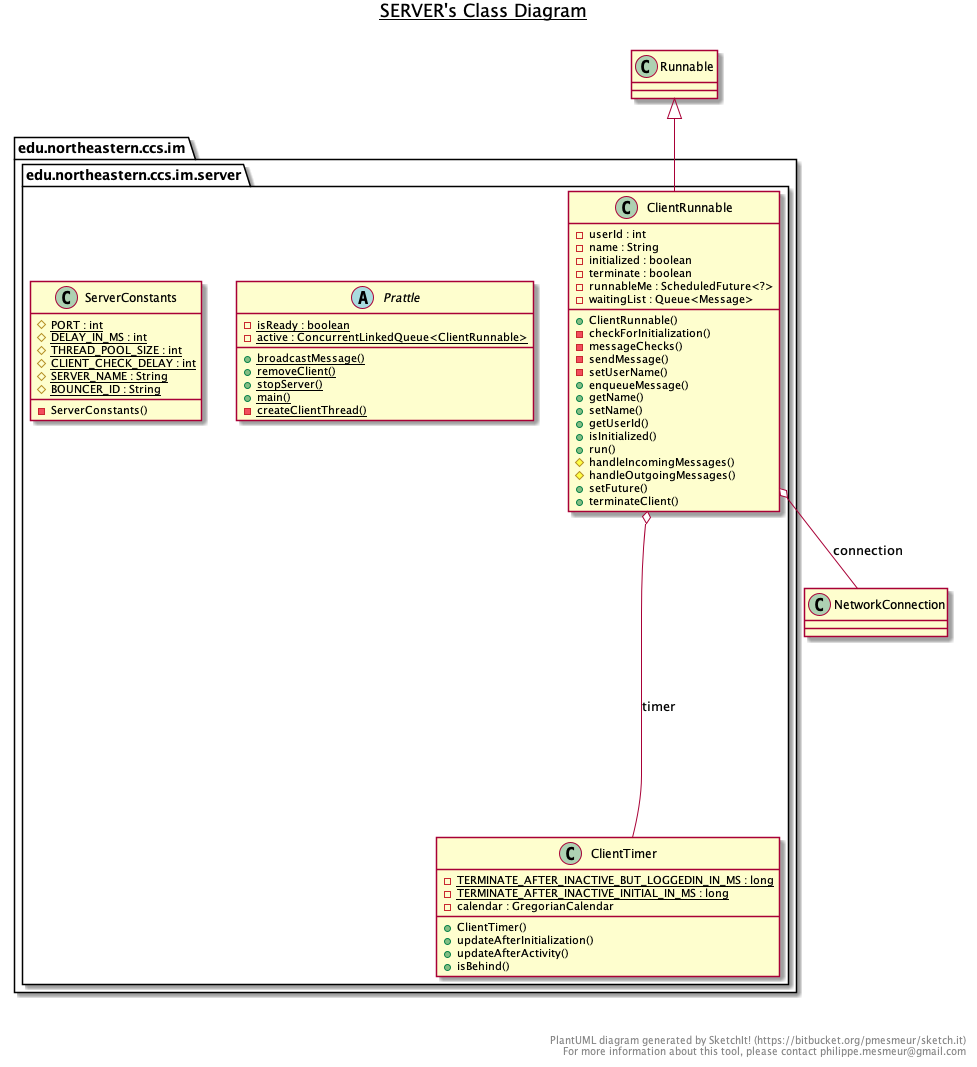 SERVER's Class Diagram
C Runnable
edu.northeastern.ccs.im
edu.northeastern.ccs.im.server
C ClientRunnable
userId : int
name : String
initialized : boolean
terminate : boolean
runnableMe : ScheduledFuture<?>
waitingList : Queue<Message>
ClientRunnable()
checkForInitialization()
messageChecks()
sendMessage()
setUserName()
enqueueMessage()
getName()
setName()
getUserId()
isInitialized()
run()
handleIncomingMessages()
handleOutgoingMessages()
setFuture()
terminateClient()
C ServerConstants
PORT : int
DELAY_IN_MS : int
THREAD_POOL_SIZE : int
CLIENT_CHECK_DELAY : int
SERVER_NAME : String
BOUNCER_ID : String
ServerConstants()
A Prattle
isReady : boolean
active : ConcurrentLinkedQueue<ClientRunnable>
broadcastMessage()
removeClient()
stopServer()
main()
createClientThread()
connection
C NetworkConnection
timer
C ClientTimer
TERMINATE_AFTER_INACTIVE_BUT_LOGGEDIN_IN_MS : long
TERMINATE_AFTER_INACTIVE_INITIAL_IN_MS : long
calendar : GregorianCalendar
ClientTimer()
updateAfterInitialization()
updateAfterActivity()
isBehind()
PlantUML diagram generated by SketchIt! (https://bitbucket.org/pmesmeur/sketch.it)
For more information about this tool, please contact philippe.mesmeur@gmail.com